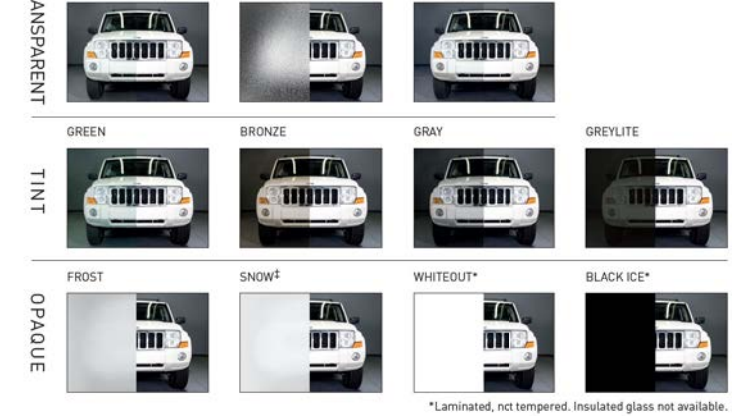 ANSPARENT
GREEN BRONZE GRAY GREYLITE
TINT
FROST SNOW‡ WHITEOUT* BLACK ICE*
OPAQUE
*Laminated, nct tempered. Insulated glass not available.